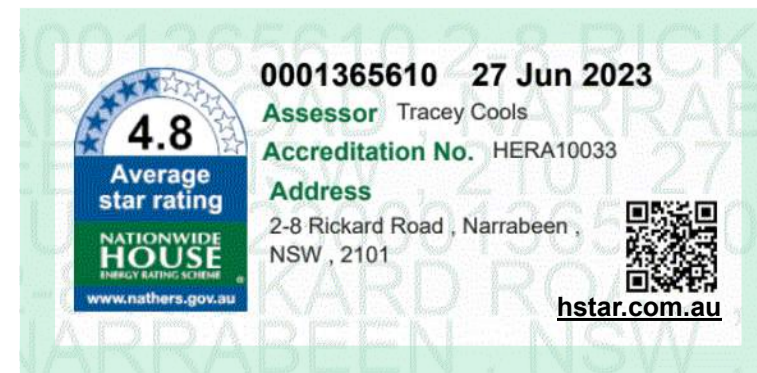 0001365610 27 Jun 2023
Assessor Tracey Cools
Accreditation No. HERA10033
Address
2-8 Rickard Road , Narrabeen ,
NSW , 2101
hstar.com.au
4.8
Average
star rating
NATIONWIDE
HOUSE
ENERGY RATING SCHEME
www.nathers.gov.au